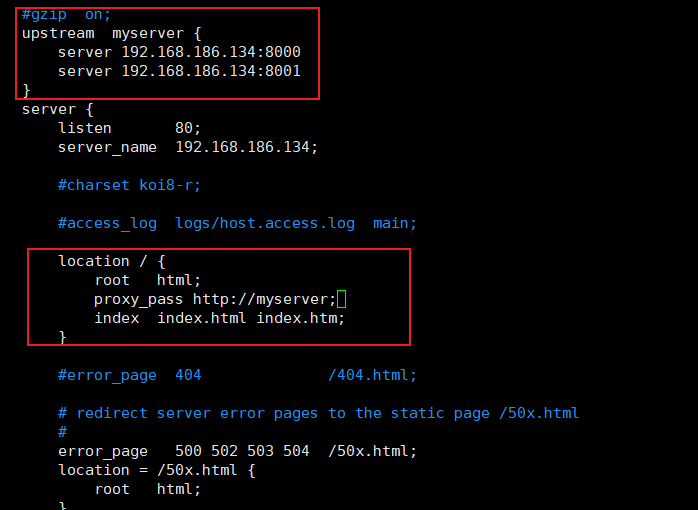 #gzip  on;
upstream  myserver {
    server 192.168.186.134:8000
    server 192.168.186.134:8001
}
server {
    listen       80;
    server_name  192.168.186.134;
    #charset koi8-r;
    #access_log  logs/host.access.log  main;
    location / {
        root   html;
        proxy_pass http://myserver;
        index  index.html index.htm;
    }
    #error_page  404              /404.html;
    # redirect server error pages to the static page /50x.html
    #
    error_page   500 502 503 504  /50x.html;
    location = /50x.html {
        root   html;
    }